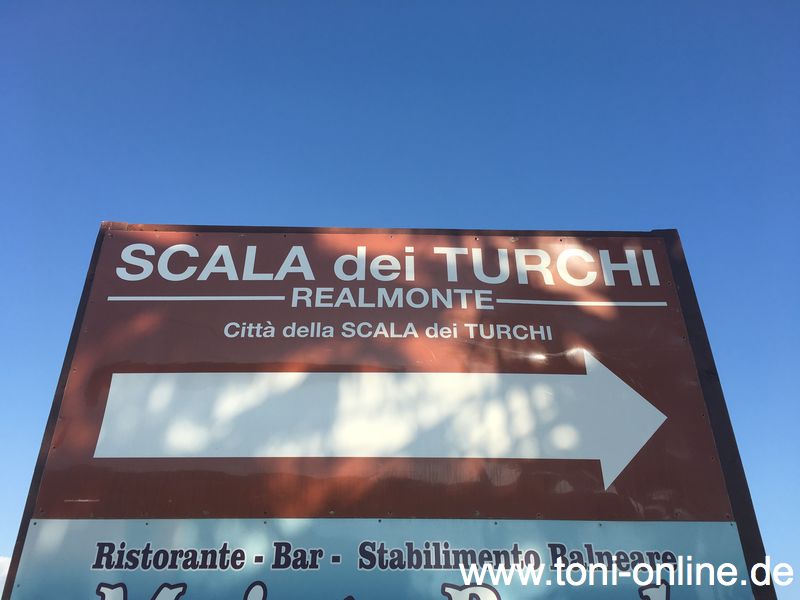 SCALA dei TURCHI
REALMONTE
Città della SCALA dei TURCHI
Ristorante - Bar - Stabilimento Balneare
www.toni-online.de